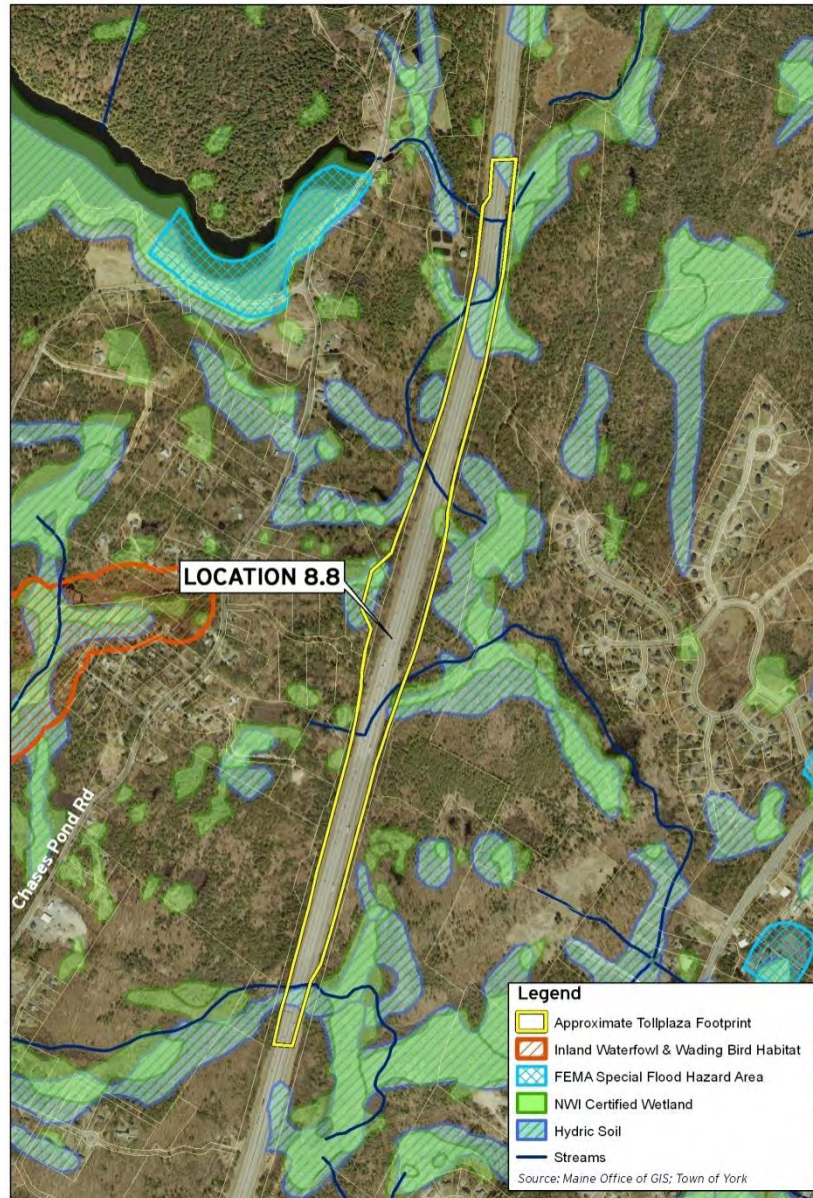 LOCATION 8.8
Chases Pond Rd
Legend
Approximate Tollplaza Footprint
Inland Waterfowl & Wading Bird Habitat
FEMA Special Flood Hazard Area
NWI Certified Wetland
Hydric Soil
Streams
Source: Maine Office of GIS; Town of York